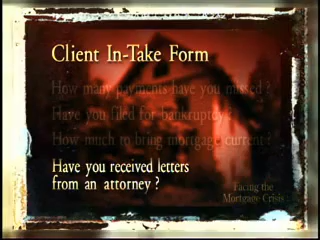 Client In-Take Form
How many payments have you missed ?
Have you filed for bankruptcy ?
How much to bring mortgage current ?
Have you received letters
from an attorney ?
Facing the
Mortgage Crisis